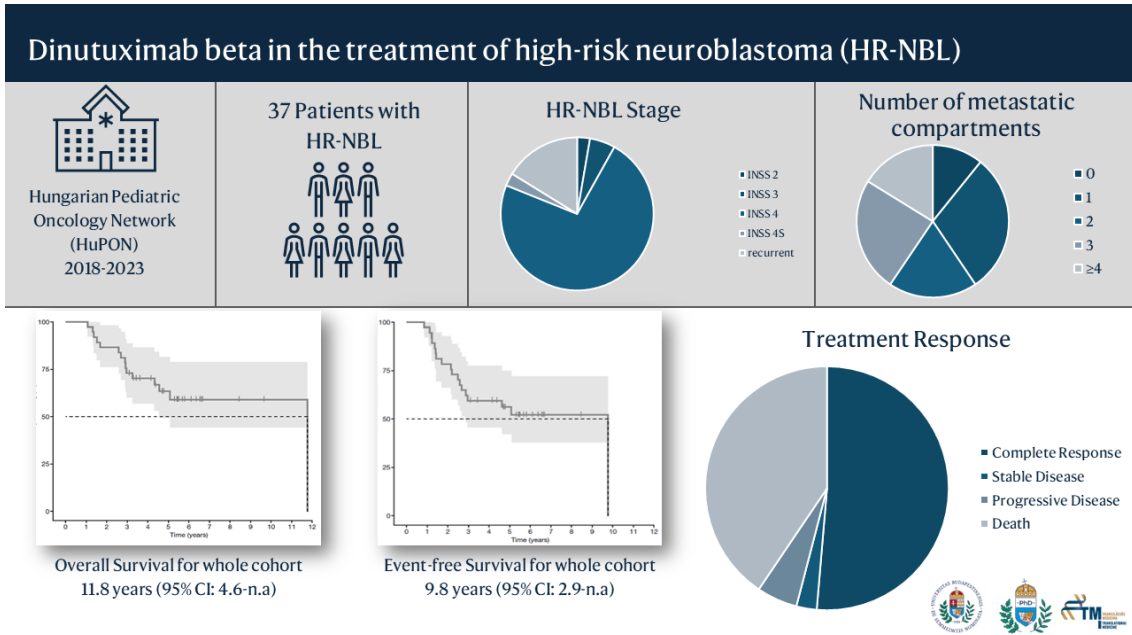 Dinutuximab beta in the treatment of high-risk neuroblastoma (HR-NBL)
Hungarian Pediatric
Oncology Network
(HuPON)
2018-2023
37 Patients with
HR-NBL
HR-NBL Stage
INSS 2
INSS 3
INSS 4
INSS 4S
recurrent
Number of metastatic
compartments
0
1
2
3
≥4
100
75
50
25
0
0 1 2 3 4 5 6 7 8 9 10 11 12
Time (years)
Overall Survival for whole cohort
11.8 years (95% CI: 4.6-n.a)
100
75
50
25
0
0 1 2 3 4 5 6 7 8 9 10 11 12
Time (years)
Event-free Survival for whole cohort
9.8 years (95% CI: 2.9-n.a)
Treatment Response
Complete Response
Stable Disease
Progressive Disease
Death
PhD
TM
TRANSLATIONAL
MEDICINE